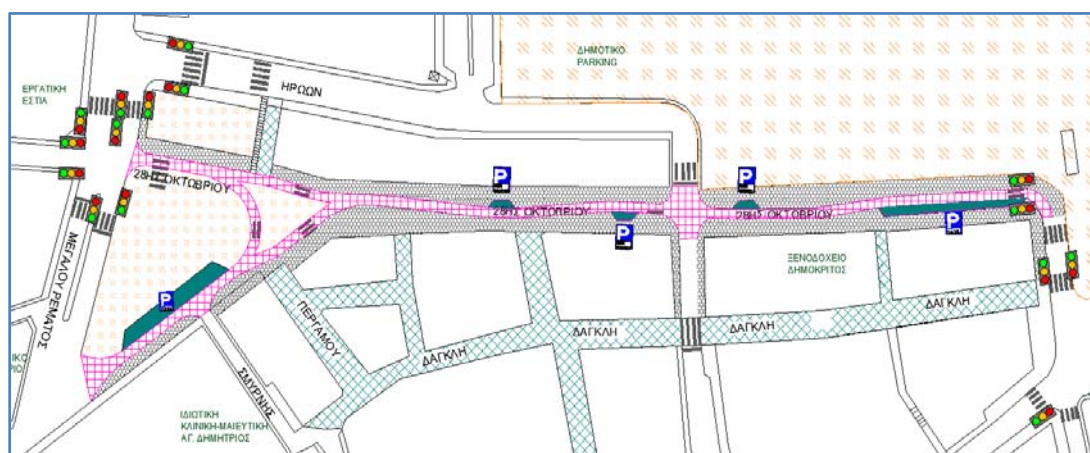 ΔΗΜΟΤΙΚΟ
PARKING
ΕΡΓΑΤΙΚΗ
ΕΣΤΙΑ
ΗΡΩΩΝ
28ΗΣ ΟΚΤΩΒΡΙΟΥ
P
P
28ΗΣ ΟΚΤΩΒΡΙΟΥ
28ΗΣ ΟΚΤΩΒΡΙΟΥ
P
P
ΜΕΓΑΛΟΥ ΡΕΜΑΤΟΣ
ΞΕΝΟΔΟΧΕΙΟ
ΔΗΜΟΚΡΙΤΟΣ
P
ΠΕΡΓΑΜΟΥ
ΔΑΓΚΛΗ
ΔΑΓΚΛΗ
ΔΑΓΚΛΗ
ΔΑΓΚΛΗ
ΣΜΥΡΝΗΣ
ΙΔΙΩΤΙΚΗ
ΚΛΙΝΙΚΗ-ΜΑΙΕΥΤΙΚΗ
ΑΓ. ΔΗΜΗΤΡΙΟΣ